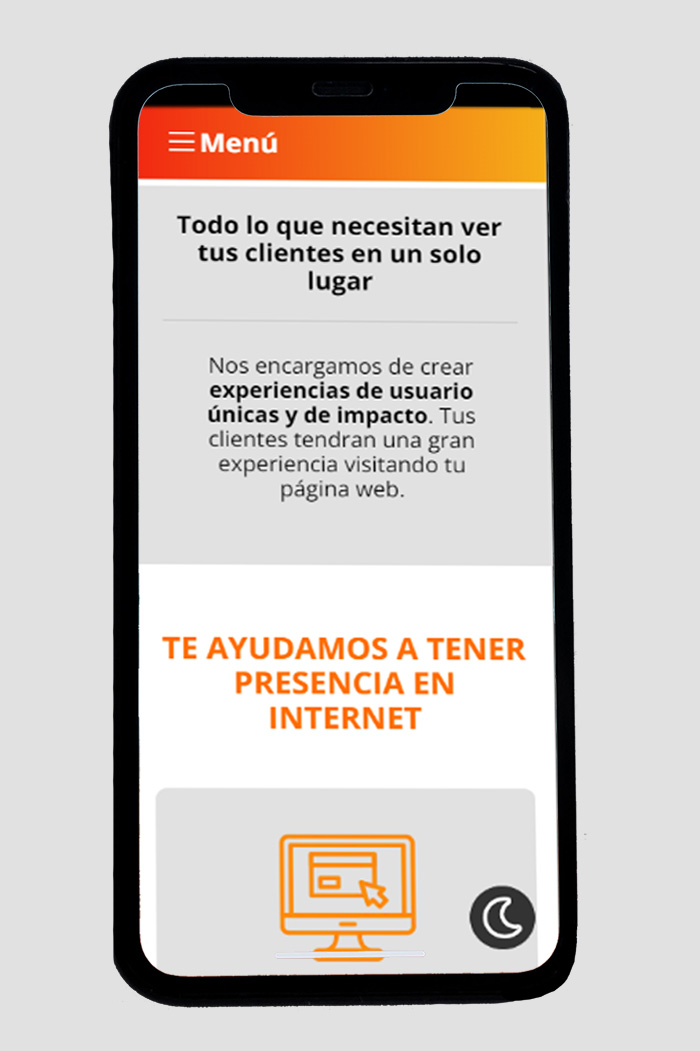 Menú
Todo lo que necesitan ver
tus clientes en un solo
lugar
Nos encargamos de crear
experiencias de usuario
únicas y de impacto. Tus
clientes tendran una gran
experiencia visitando tu
página web.
TE AYUDAMOS A TENER
PRESENCIA EN
INTERNET